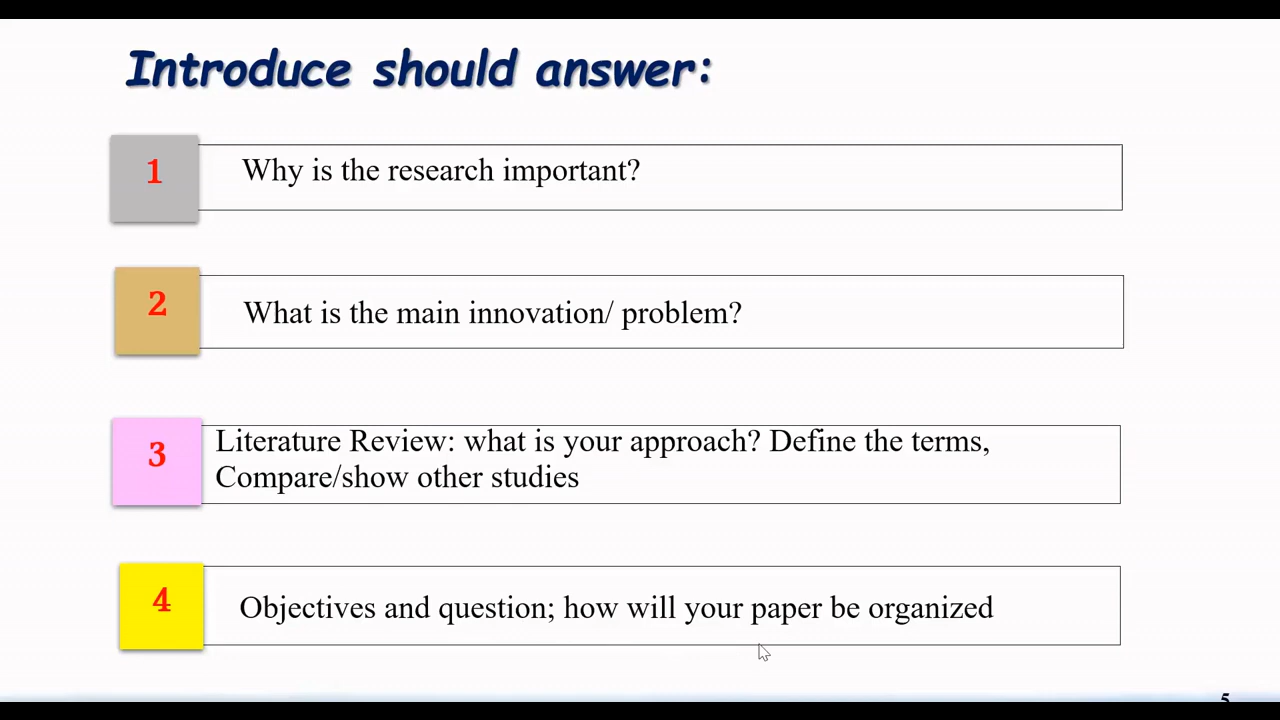 Introduce should answer:
1
Why is the research important?
2
What is the main innovation/ problem?
3
Literature Review: what is your approach? Define the terms,
Compare/show other studies
4
Objectives and question; how will your paper be organized
5